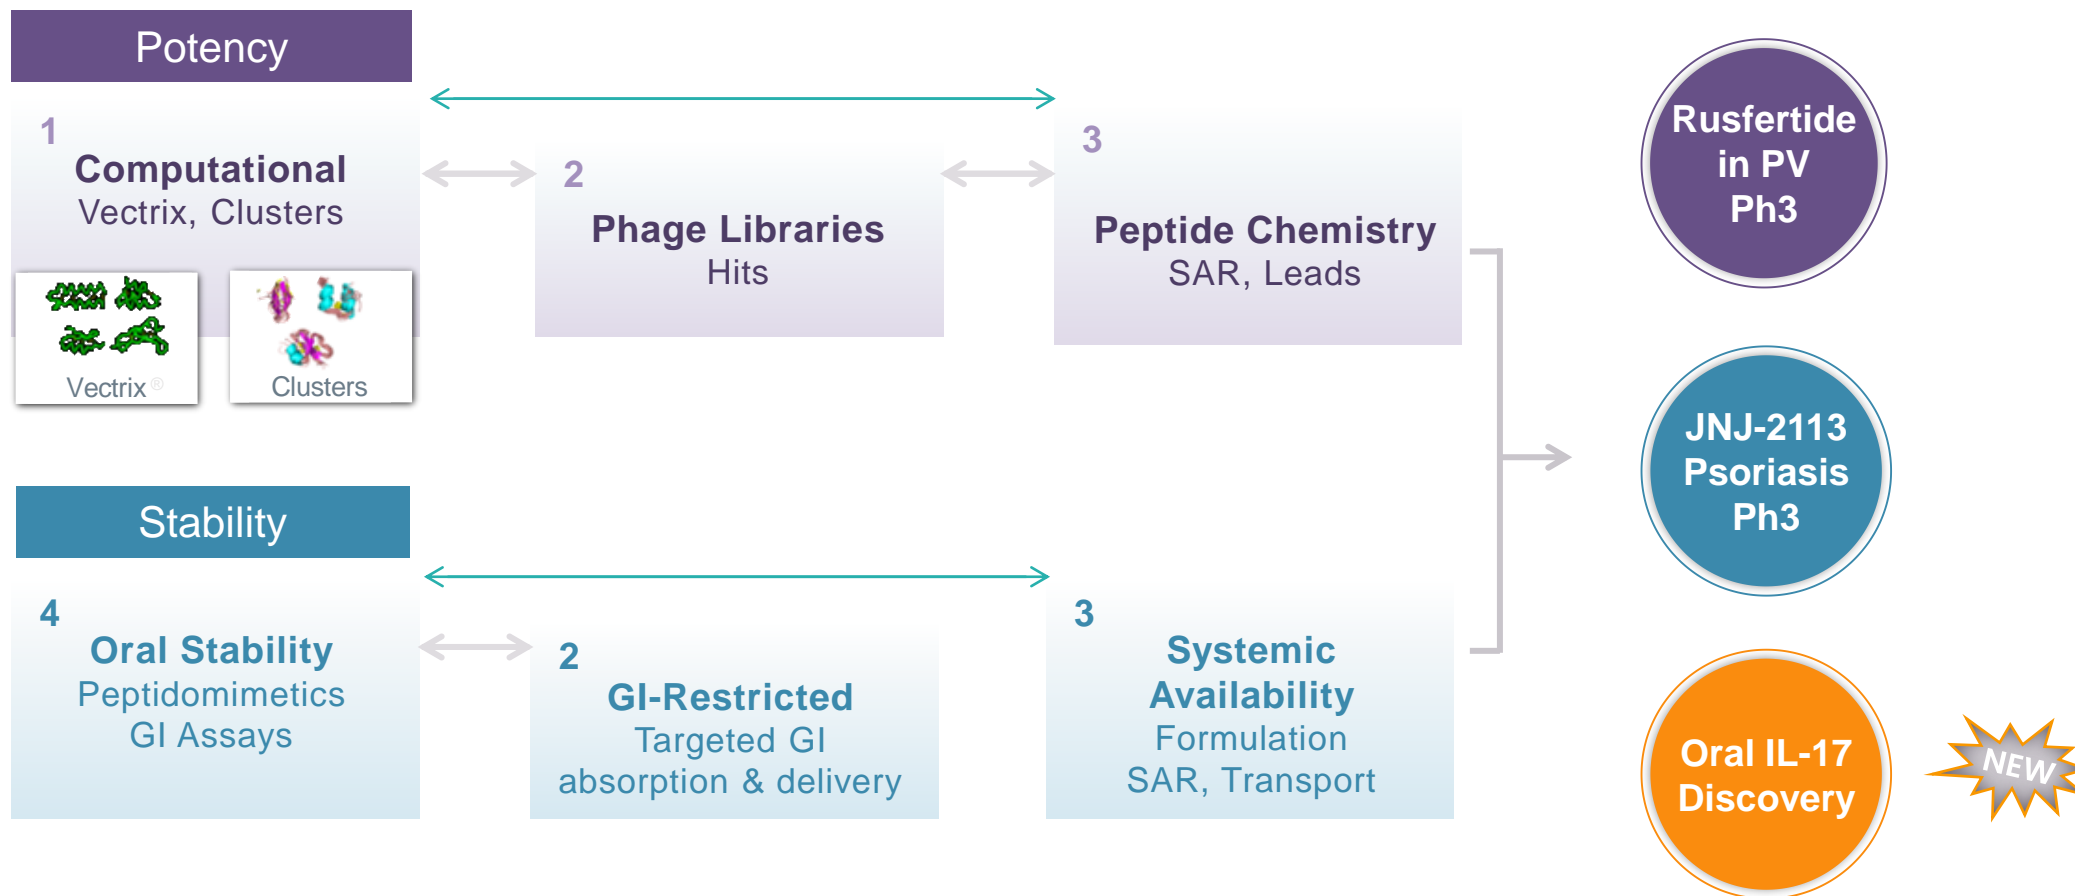 Potency
1
Computational
Vectrix, Clusters
Vectrix ®
Clusters
2
Phage Libraries
Hits
3
Peptide Chemistry
SAR, Leads
Stability
4
Oral Stability
Peptidomimetics
GI Assays
2
GI-Restricted
Targeted GI
absorption & delivery
3
Systemic
Availability
Formulation
SAR, Transport
Rusfertide
in PV
Ph3
JNJ-2113
Psoriasis
Ph3
Oral IL-17
Discovery
NEW